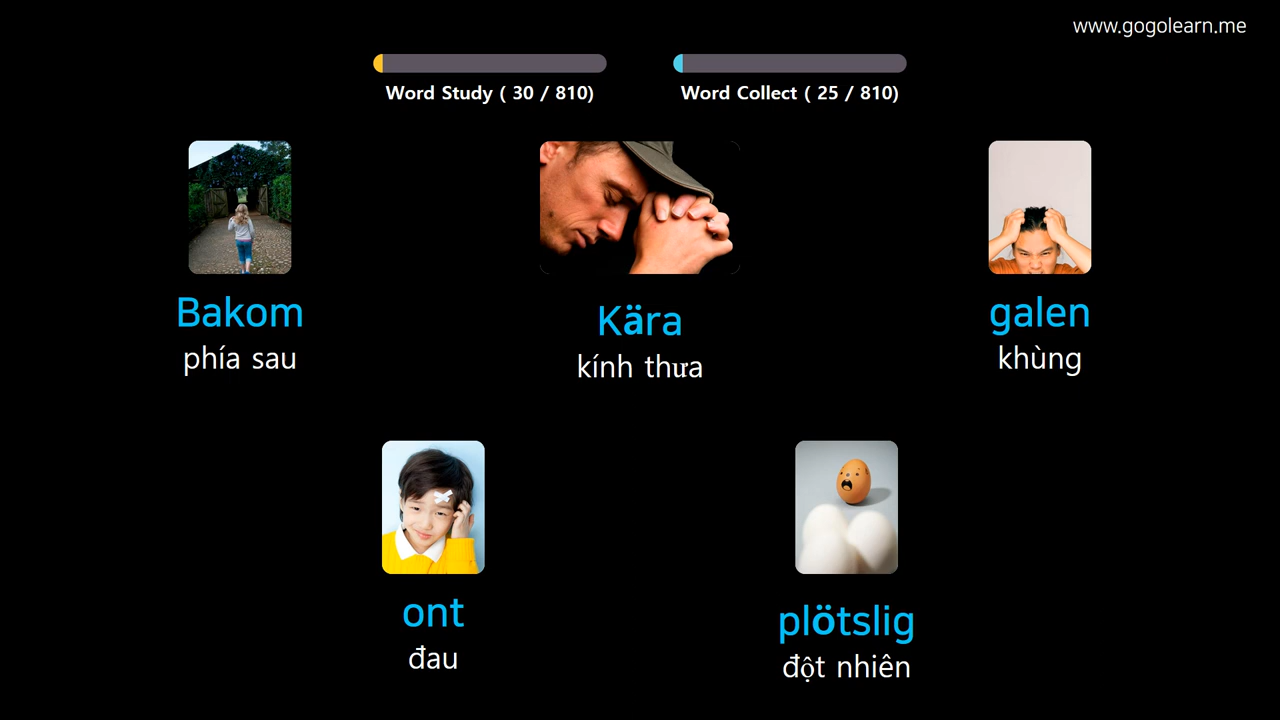 www.gogolearn.me
Word Study ( 30 / 810)
Word Collect ( 25 / 810)
Bakom
phía sau
Kära
kính thưa
galen
khùng
ont
đau
plötslig
đột nhiên